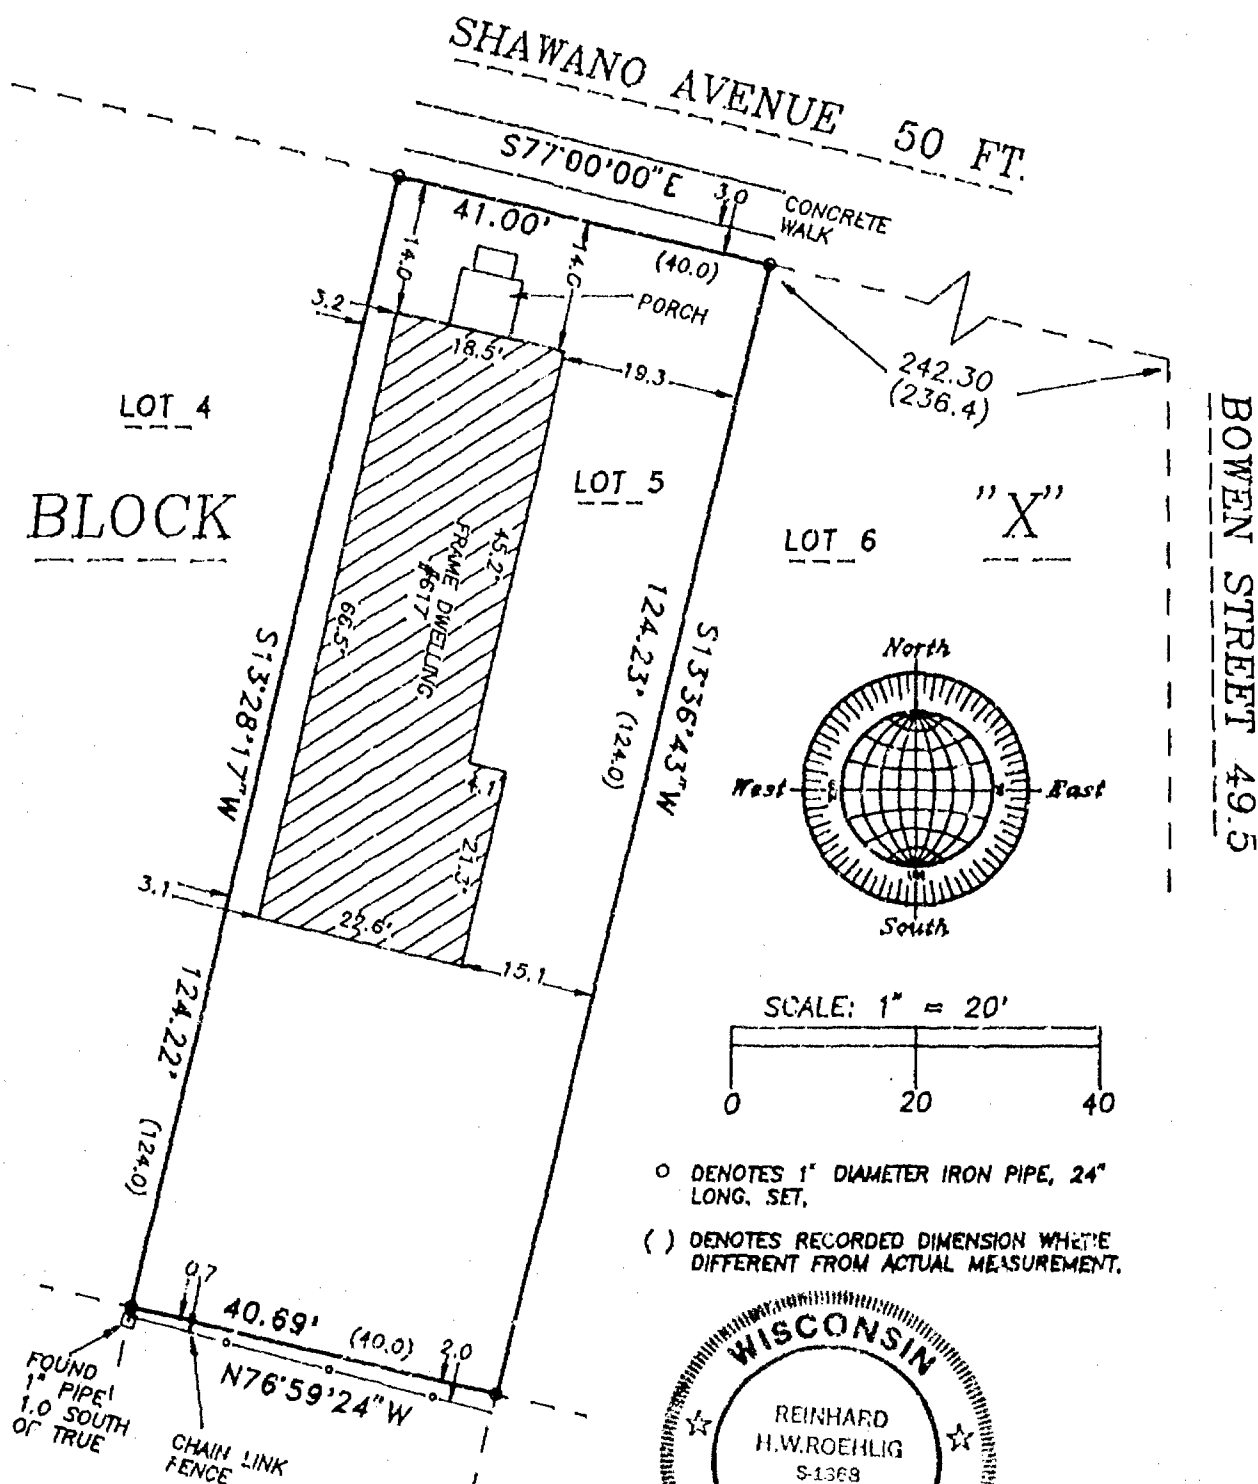 SHAWANO AVENUE 50 FT.
S77°00'00"E
3.0
CONCRETE
WALK
41.00'
(40.0)
14.0
14.0
PORCH
3.2
18.5'
19.3
242.30
(236.4)
LOT 4
BLOCK
LOT 5
LOT 6
"X"
BOWEN STREET 49.5
FRAME DWELLING
#617
45.2'
66.5'
S13°28'17"W
124.23' (124.0)
S13°36'43"W
North
West
East
South
4.1
21.3'
3.1
22.6'
15.1
124.22'
(124.0)
SCALE: 1" = 20'
0 20 40
o DENOTES 1" DIAMETER IRON PIPE, 24"
LONG, SET.
( ) DENOTES RECORDED DIMENSION WHERE
DIFFERENT FROM ACTUAL MEASUREMENT.
0.7
40.69'
(40.0)
2.0
N76°59'24"W
FOUND
1" PIPE
1.0 SOUTH
OF TRUE
CHAIN LINK
FENCE
WISCONSIN
REINHARD
H.W.ROEHLIG
S-1368